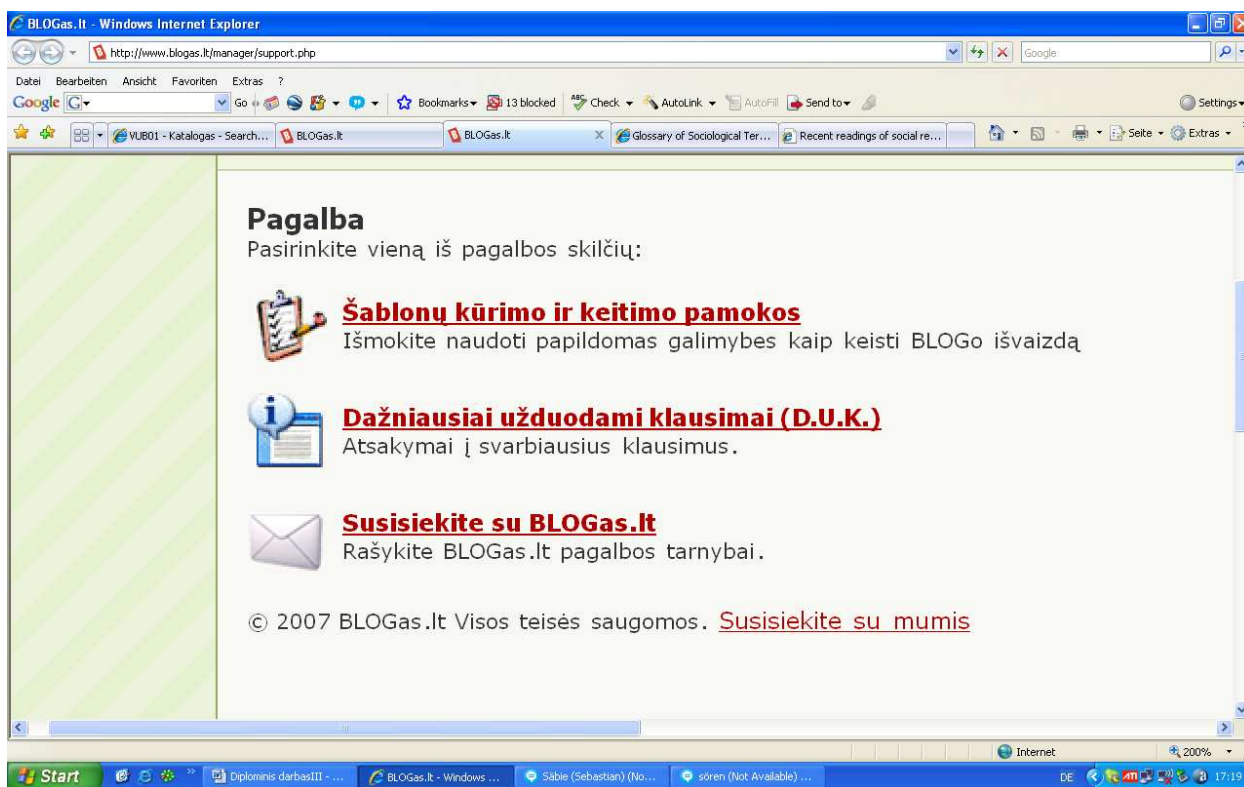 BLOGas.lt - Windows Internet Explorer
http://www.blogas.lt/manager/support.php
Google
Datei Bearbeiten Ansicht Favoriten Extras ?
Google G Go Bookmarks 13 blocked Check AutoLink AutoFill Send to Settings
VUB01 - Katalogas - Search... BLOGas.lt BLOGas.lt Glossary of Sociological Ter... Recent readings of social re... Seite Extras
Pagalba
Pasirinkite vieną iš pagalbos skilčių:
Šablonų kūrimo ir keitimo pamokos
Išmokite naudoti papildomas galimybes kaip keisti BLOGo išvaizdą
Dažniausiai užduodami klausimai (D.U.K.)
Atsakymai į svarbiausius klausimus.
Susisiekite su BLOGas.lt
Rašykite BLOGas.lt pagalbos tarnybai.
© 2007 BLOGas.lt Visos teisės saugomos. Susisiekite su mumis
Internet 200%
Start Diplominis darbasIII - ... BLOGas.lt - Windows ... Säbie (Sebastian) (No... sören (Not Available) ... DE ATI 17:19